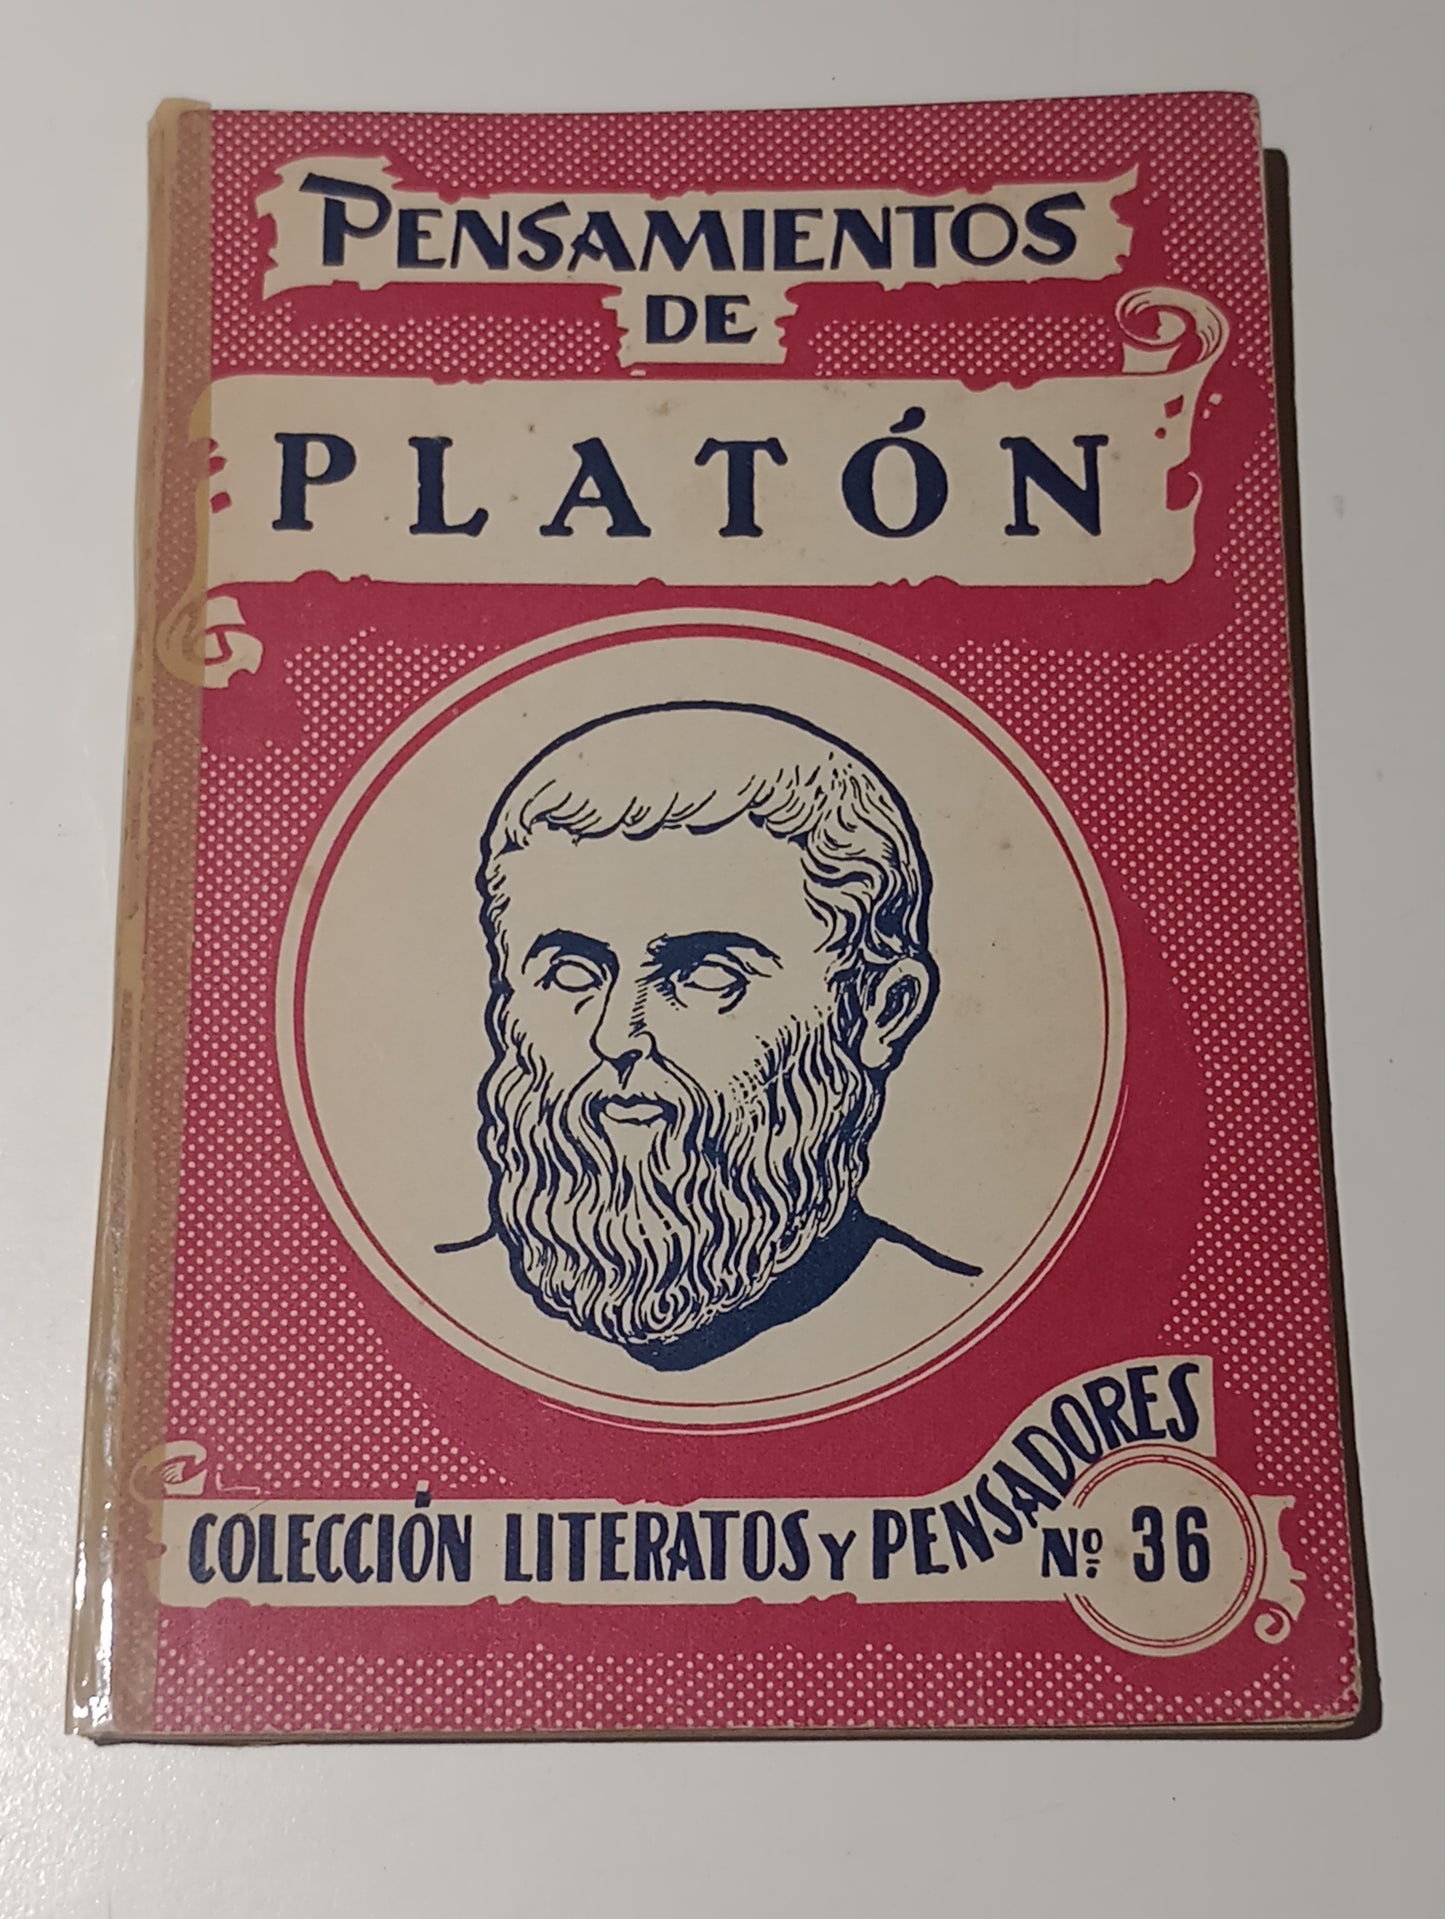 PENSAMIENTOS
DE
PLATÓN
COLECCIÓN LITERATOS Y PENSADORES
Nº 36